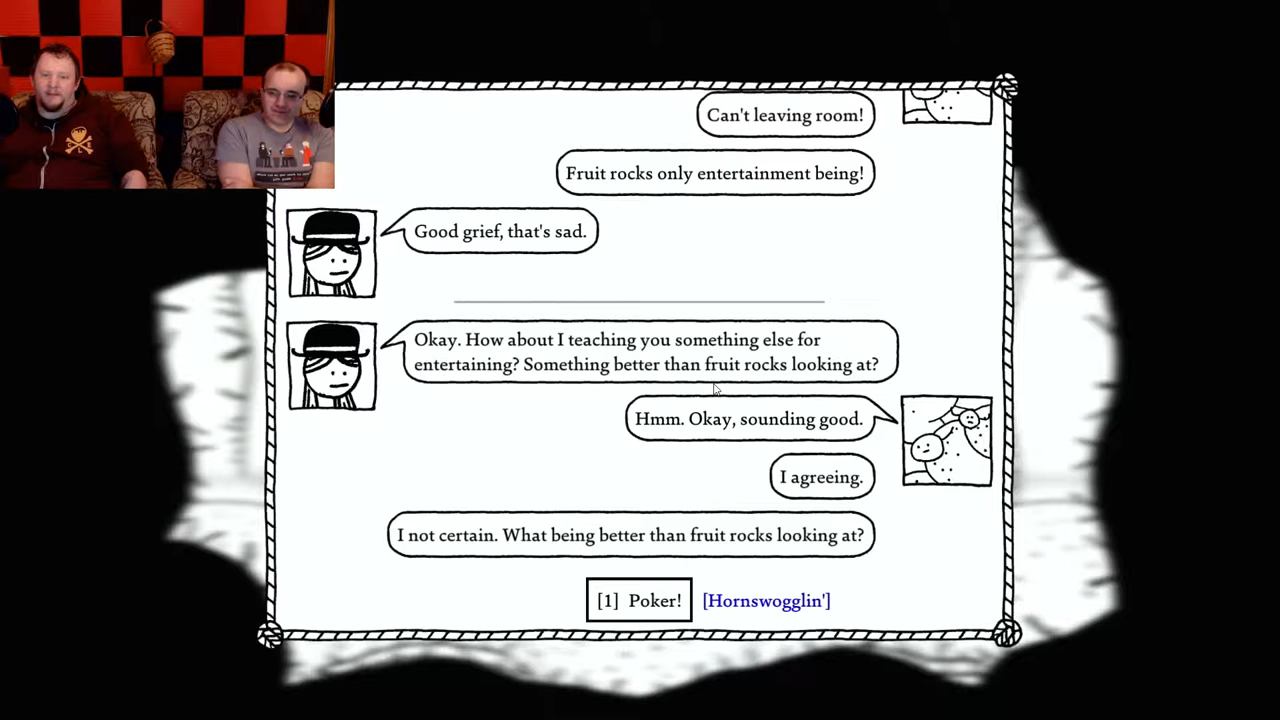 Can't leaving room!
Fruit rocks only entertainment being!
Good grief, that's sad.
Okay. How about I teaching you something else for
entertaining? Something better than fruit rocks looking at?
Hmm. Okay, sounding good.
I agreeing.
I not certain. What being better than fruit rocks looking at?
[1] Poker! [Hornswogglin']